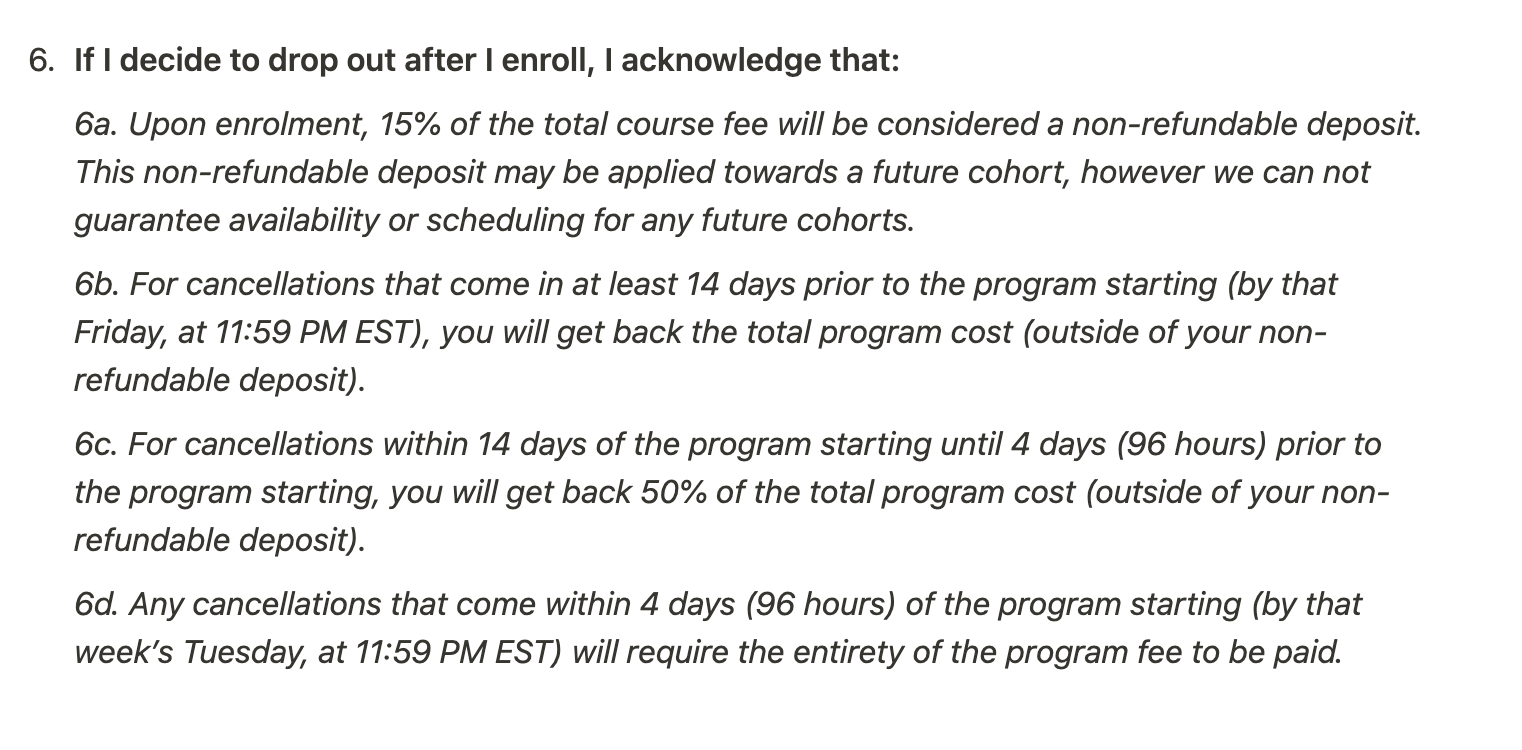 6. If I decide to drop out after I enroll, I acknowledge that:
6a. Upon enrolment, 15% of the total course fee will be considered a non-refundable deposit.
This non-refundable deposit may be applied towards a future cohort, however we can not
guarantee availability or scheduling for any future cohorts.
6b. For cancellations that come in at least 14 days prior to the program starting (by that
Friday, at 11:59 PM EST), you will get back the total program cost (outside of your non-
refundable deposit).
6c. For cancellations within 14 days of the program starting until 4 days (96 hours) prior to
the program starting, you will get back 50% of the total program cost (outside of your non-
refundable deposit).
6d. Any cancellations that come within 4 days (96 hours) of the program starting (by that
week’s Tuesday, at 11:59 PM EST) will require the entirety of the program fee to be paid.